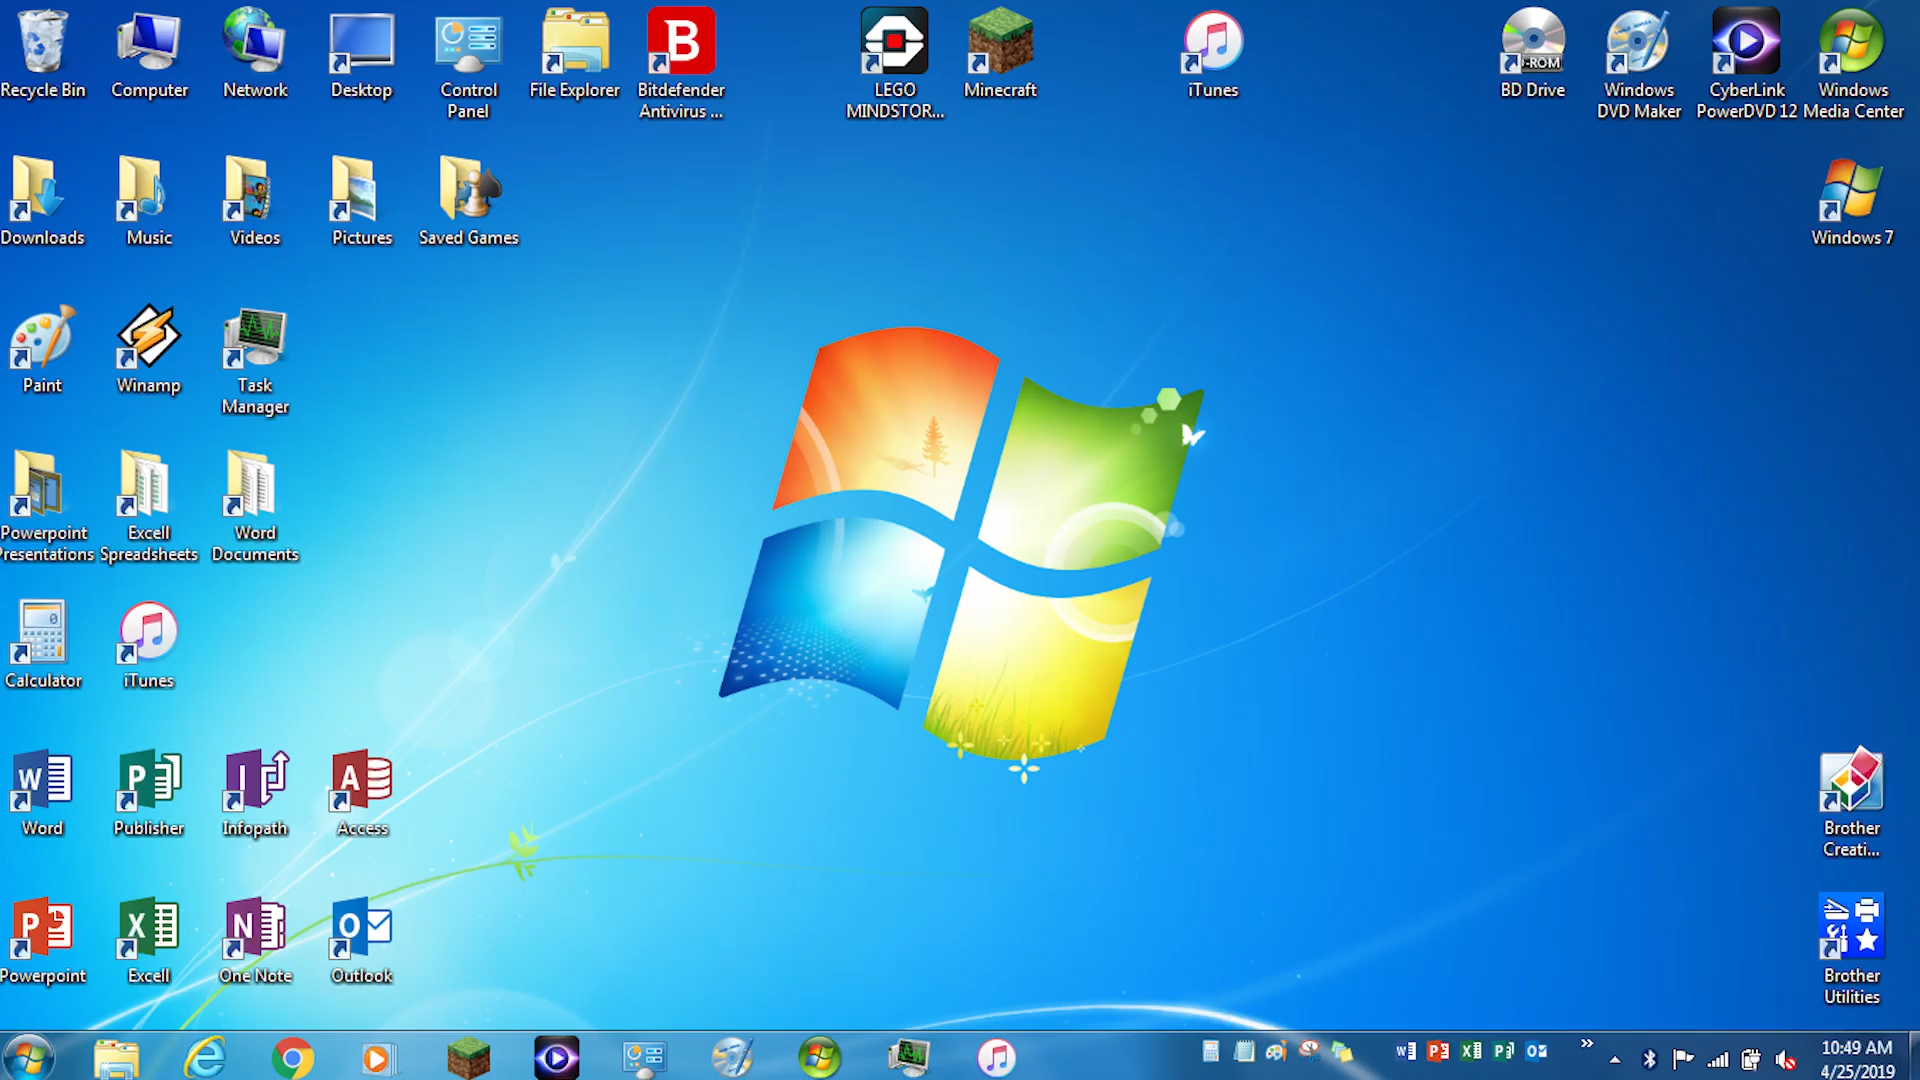 Recycle Bin
Computer
Network
Desktop
Control
Panel
File Explorer
Bitdefender
Antivirus ...
LEGO
MINDSTOR...
Minecraft
iTunes
BD Drive
Windows
DVD Maker
CyberLink
PowerDVD 12
Windows
Media Center
Downloads
Music
Videos
Pictures
Saved Games
Windows 7
Paint
Winamp
Task
Manager
Powerpoint
Presentations
Excell
Spreadsheets
Word
Documents
Calculator
iTunes
Word
Publisher
Infopath
Access
Brother
Creati...
Powerpoint
Excell
One Note
Outlook
Brother
Utilities
10:49 AM
4/25/2019